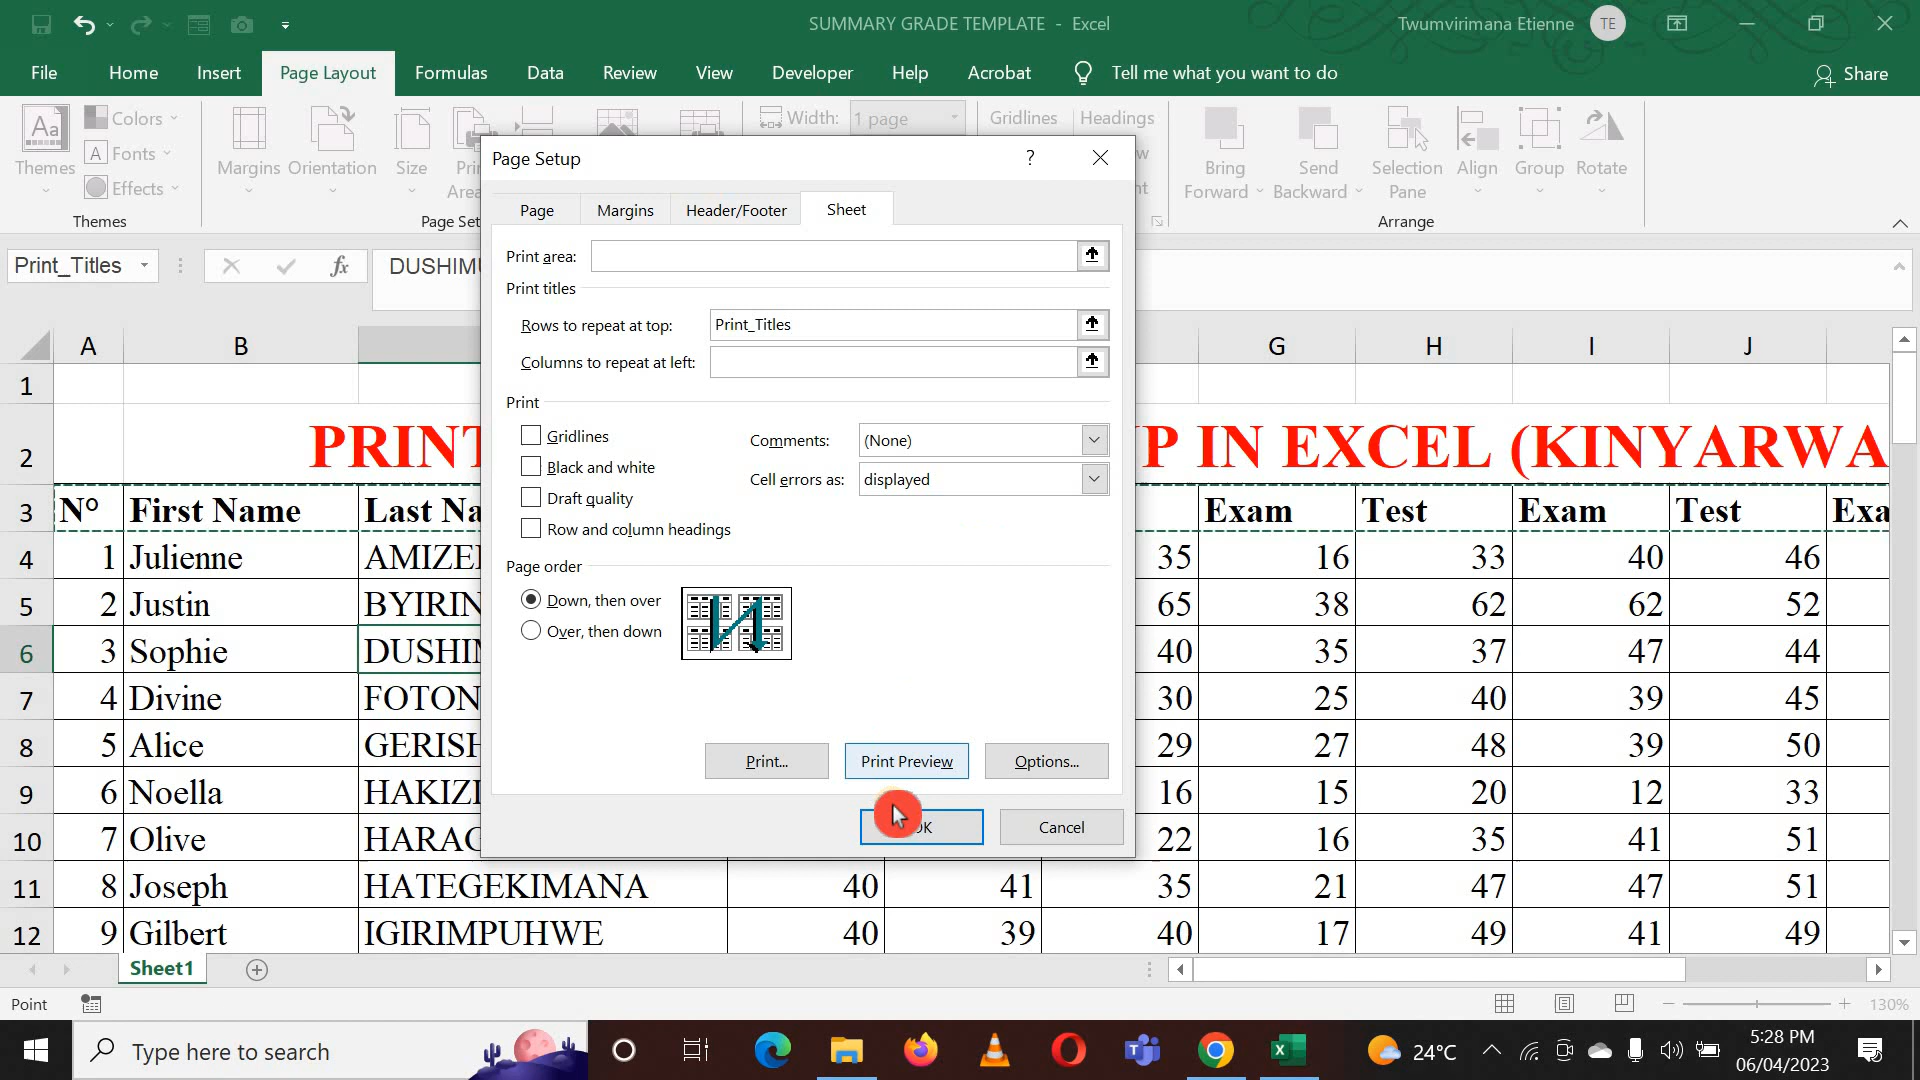 SUMMARY GRADE TEMPLATE - Excel
Twumvirimana Etienne TE
File Home Insert Page Layout Formulas Data Review View Developer Help Acrobat Tell me what you want to do Share
Aa Colors Width: 1 page Gridlines Headings
A Fonts
Themes Margins Orientation Size Bring Send Selection Align Group Rotate
Effects Area Forward Backward Pane
Themes Page Set Arrange
Page Setup ?
Page Margins Header/Footer Sheet
Print area:
Print titles
Rows to repeat at top: Print_Titles
Columns to repeat at left:
Print
Gridlines Comments: (None)
Black and white Cell errors as: displayed
Draft quality
Row and column headings
Page order
Down, then over
Over, then down
Print... Print Preview Options...
Cancel
Print_Titles fx
A B G H I J
1
2 PRINT P IN EXCEL (KINYARWA
3 N° First Name Last Na Exam Test Exam Test Exa
4 1 Julienne 35 16 33 40 46
5 2 Justin BYIRIN 65 38 62 62 52
6 3 Sophie 40 35 37 47 44
7 4 Divine FOTON 30 25 40 39 45
8 5 Alice GERISH 29 27 48 39 50
9 6 Noella HAKIZI 16 15 20 12 33
10 7 Olive HARAG 22 16 35 41 51
11 8 Joseph HATEGEKIMANA 40 41 35 21 47 47 51
12 9 Gilbert IGIRIMPUHWE 40 39 40 17 49 41 49
Sheet1
Point 130%
Type here to search 24°C 5:28 PM
06/04/2023